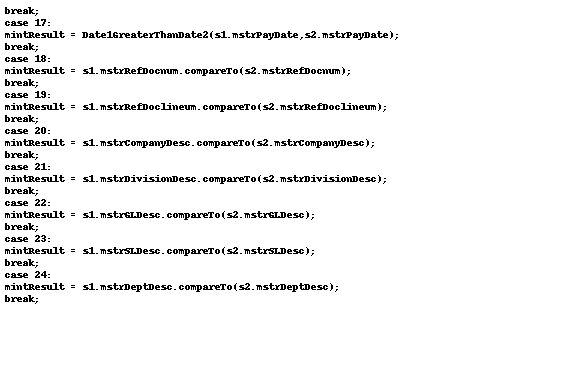 break;
case 17:
mintResult = Date1GreaterThanDate2(s1.mstrPayDate,s2.mstrPayDate);
break;
case 18:
mintResult = s1.mstrRefDocnum.compareTo(s2.mstrRefDocnum);
break;
case 19:
mintResult = s1.mstrRefDoclineum.compareTo(s2.mstrRefDoclineum);
break;
case 20:
mintResult = s1.mstrCompanyDesc.compareTo(s2.mstrCompanyDesc);
break;
case 21:
mintResult = s1.mstrDivisionDesc.compareTo(s2.mstrDivisionDesc);
break;
case 22:
mintResult = s1.mstrGLDesc.compareTo(s2.mstrGLDesc);
break;
case 23:
mintResult = s1.mstrSLDesc.compareTo(s2.mstrSLDesc);
break;
case 24:
mintResult = s1.mstrDeptDesc.compareTo(s2.mstrDeptDesc);
break;